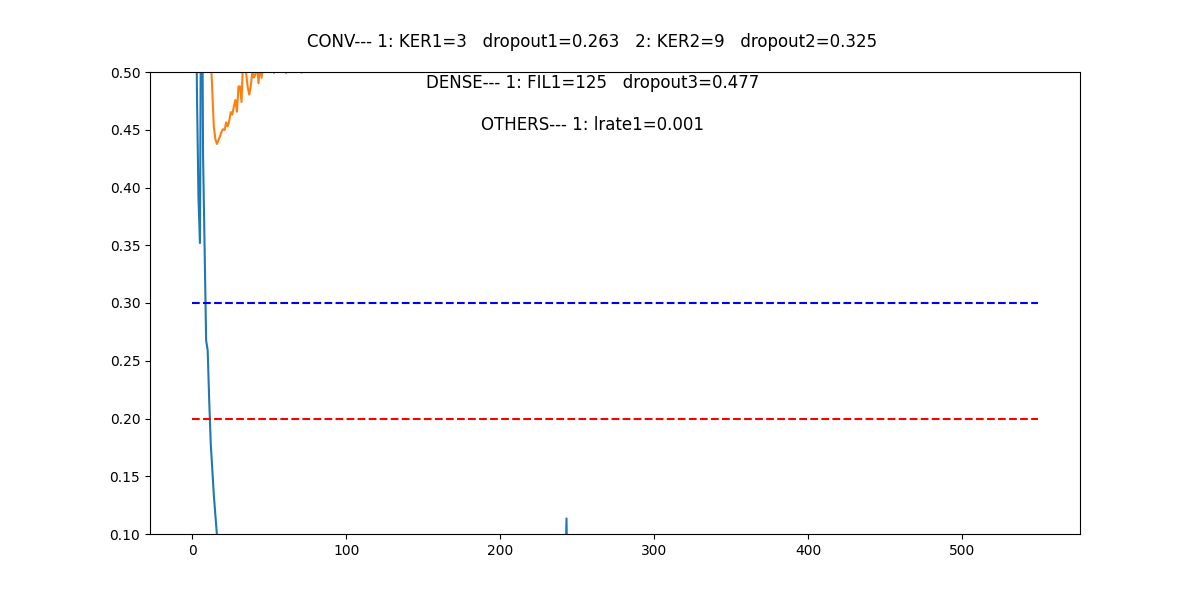 CONV--- 1: KER1=3   dropout1=0.263   2: KER2=9   dropout2=0.325
DENSE--- 1: FIL1=125   dropout3=0.477
OTHERS--- 1: lrate1=0.001
0.50
0.45
0.40
0.35
0.30
0.25
0.20
0.15
0.10
0 100 200 300 400 500